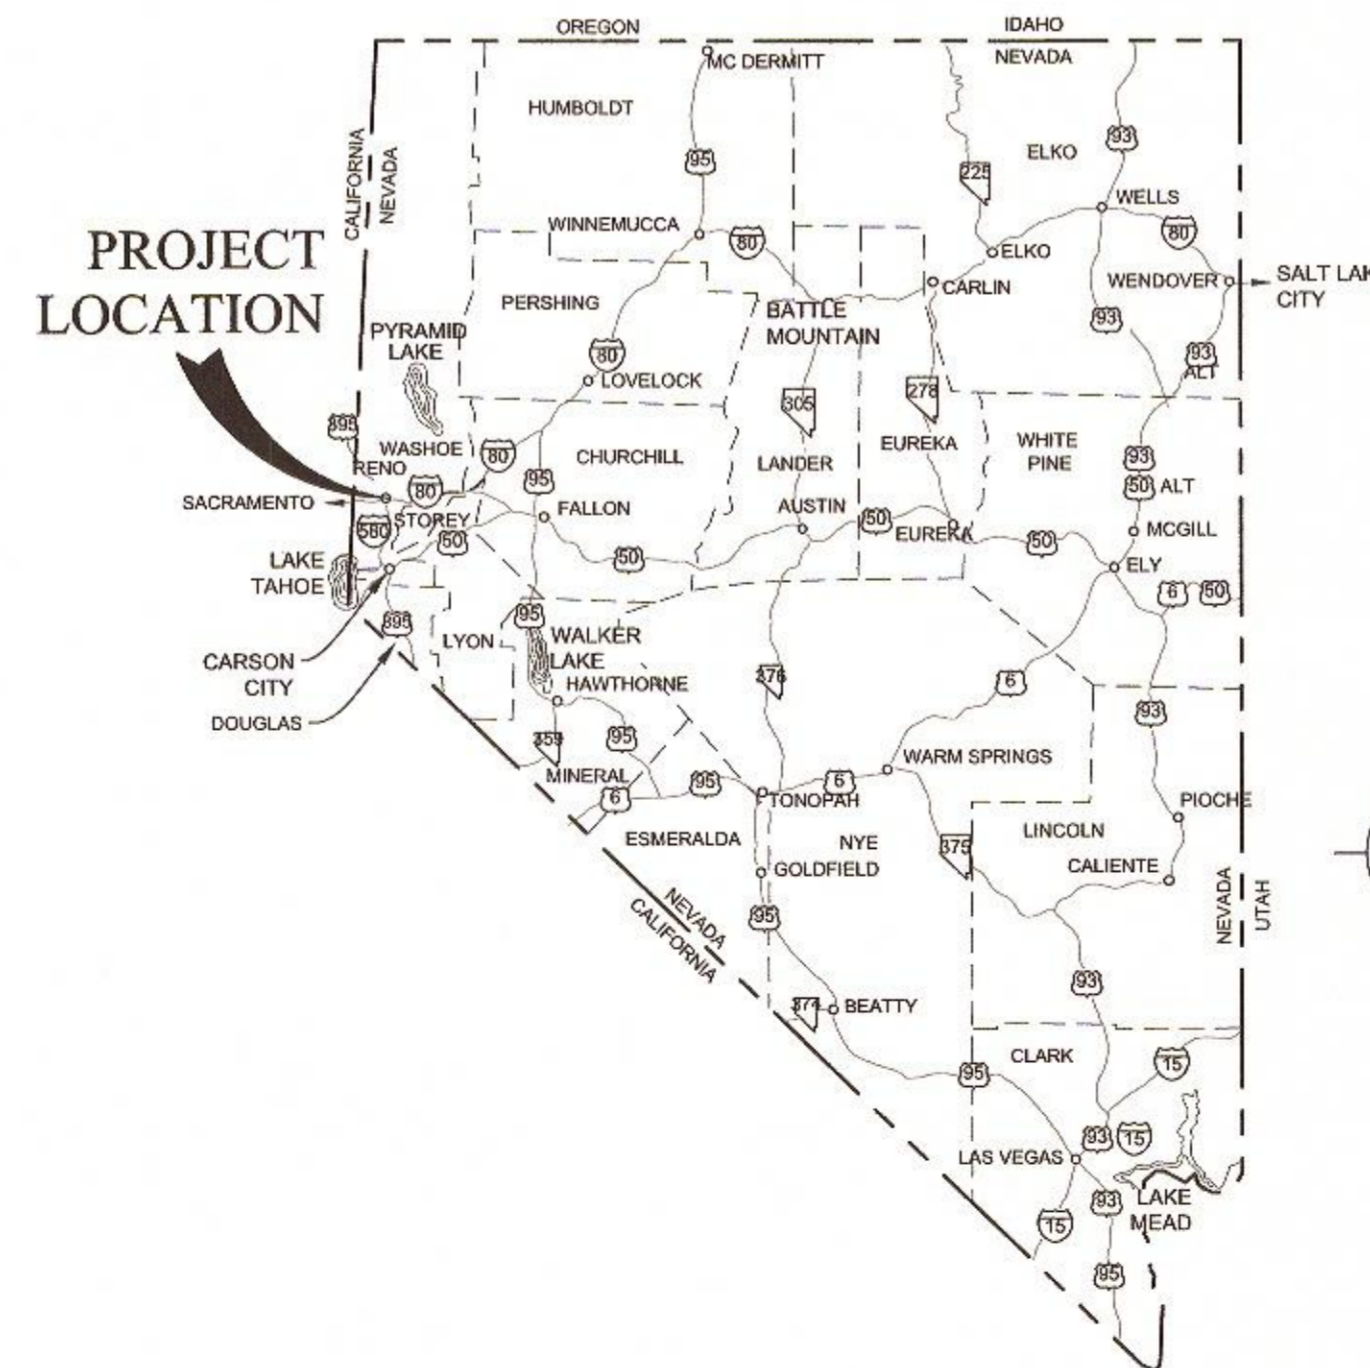 OREGON
IDAHO
NEVADA
MC DERMITT
HUMBOLDT
CALIFORNIA
NEVADA
93
ELKO
95
225
WELLS
PROJECT
LOCATION
WINNEMUCCA
80
80
ELKO
CARLIN
WENDOVER
SALT LAK
CITY
PERSHING
BATTLE
MOUNTAIN
93
PYRAMID
LAKE
80
93
ALT
LOVELOCK
305
278
395
WASHOE
80
CHURCHILL
LANDER
EUREKA
WHITE
PINE
93
RENO
80
95
50
ALT
SACRAMENTO
FALLON
AUSTIN
580
STOREY
50
50
EUREKA
50
MCGILL
50
LAKE
TAHOE
ELY
6
50
395
LYON
95
WALKER
LAKE
CARSON
CITY
HAWTHORNE
376
6
DOUGLAS
359
95
93
MINERAL
WARM SPRINGS
6
95
6
TONOPAH
PIOCHE
ESMERALDA
NYE
LINCOLN
375
GOLDFIELD
CALIENTE
NEVADA
CALIFORNIA
95
NEVADA
UTAH
93
374
BEATTY
CLARK
95
15
LAS VEGAS
93
15
LAKE
MEAD
93
15
95